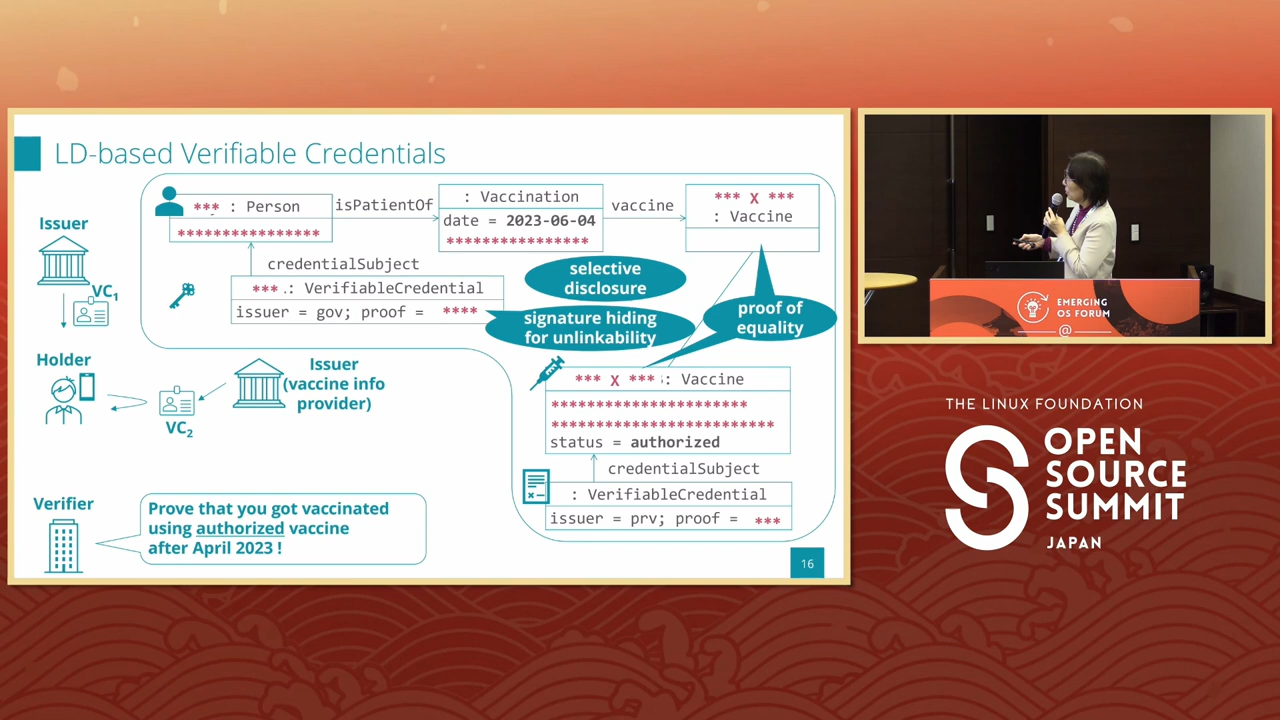 LD-based Verifiable Credentials
Issuer
VC1
Holder
VC2
Issuer
(vaccine info
provider)
Verifier
Prove that you got vaccinated
using authorized vaccine
after April 2023 !
*** : Person
****************
isPatientOf
: Vaccination
date = 2023-06-04
****************
vaccine
*** X ***
: Vaccine
credentialSubject
*** : VerifiableCredential
issuer = gov; proof = ****
selective
disclosure
signature hiding
for unlinkability
proof of
equality
*** X *** : Vaccine
**********************
*************************
status = authorized
credentialSubject
: VerifiableCredential
issuer = prv; proof = ***
16
EMERGING
OS FORUM
@
THE LINUX FOUNDATION
OPEN
SOURCE
SUMMIT
JAPAN